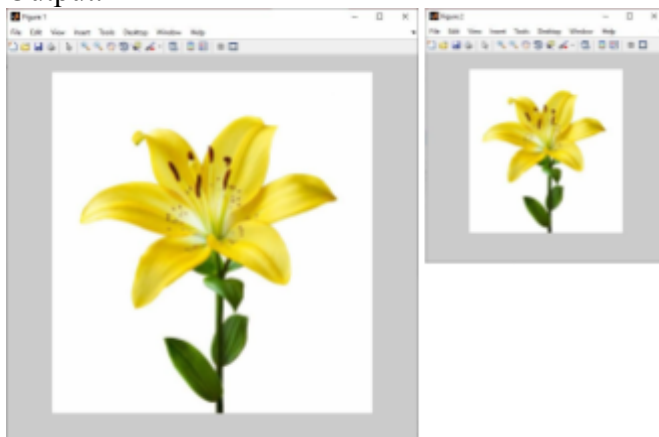 Output:
Figure 1
File Edit View Insert Tools Desktop Window Help
Figure 2
File Edit View Insert Tools Desktop Window Help